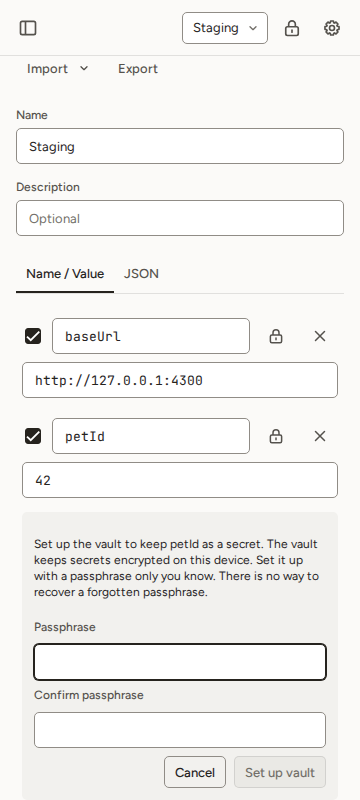 Staging
Import
Export
Name
Staging
Description
Optional
Name / Value
JSON
baseUrl
http://127.0.0.1:4300
petId
42
Set up the vault to keep petId as a secret. The vault
keeps secrets encrypted on this device. Set it up
with a passphrase only you know. There is no way to
recover a forgotten passphrase.
Passphrase
Confirm passphrase
Cancel
Set up vault